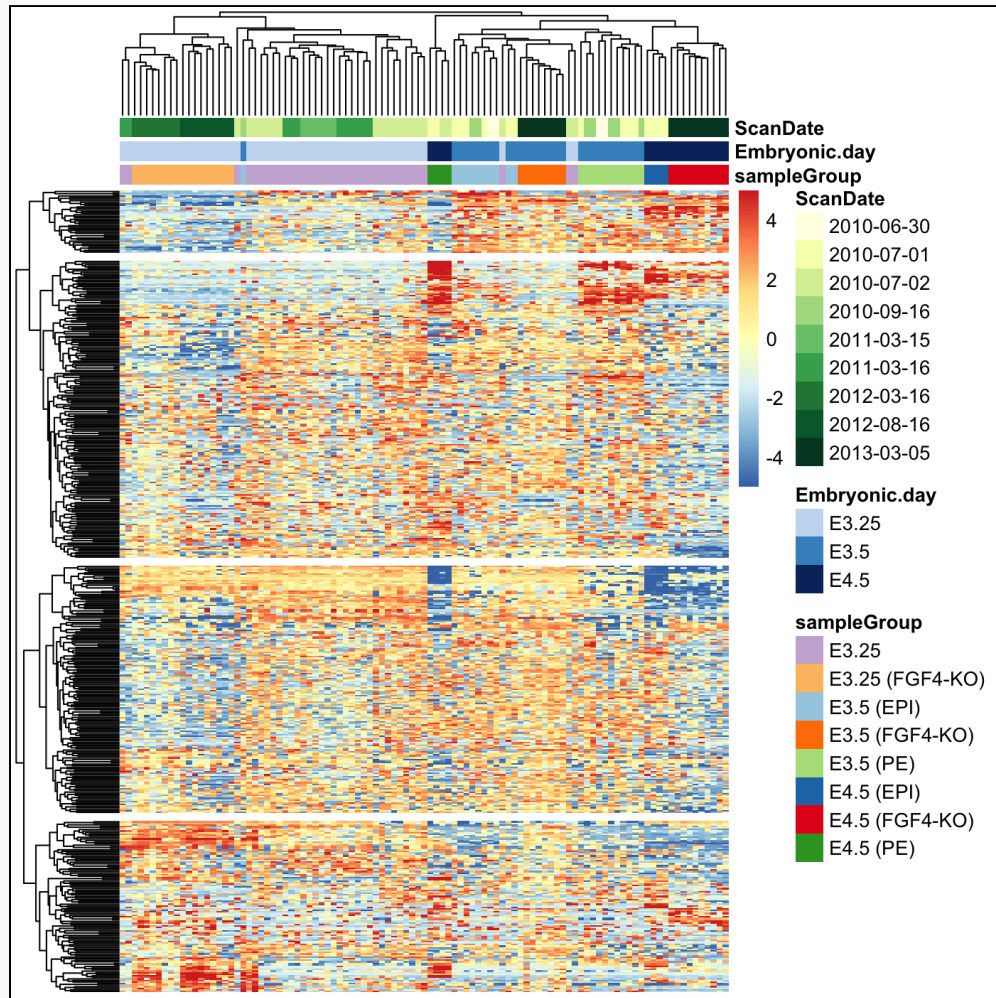 ScanDate
Embryonic.day
sampleGroup
4
2
0
-2
-4
ScanDate
2010-06-30
2010-07-01
2010-07-02
2010-09-16
2011-03-15
2011-03-16
2012-03-16
2012-08-16
2013-03-05
Embryonic.day
E3.25
E3.5
E4.5
sampleGroup
E3.25
E3.25 (FGF4-KO)
E3.5 (EPI)
E3.5 (FGF4-KO)
E3.5 (PE)
E4.5 (EPI)
E4.5 (FGF4-KO)
E4.5 (PE)